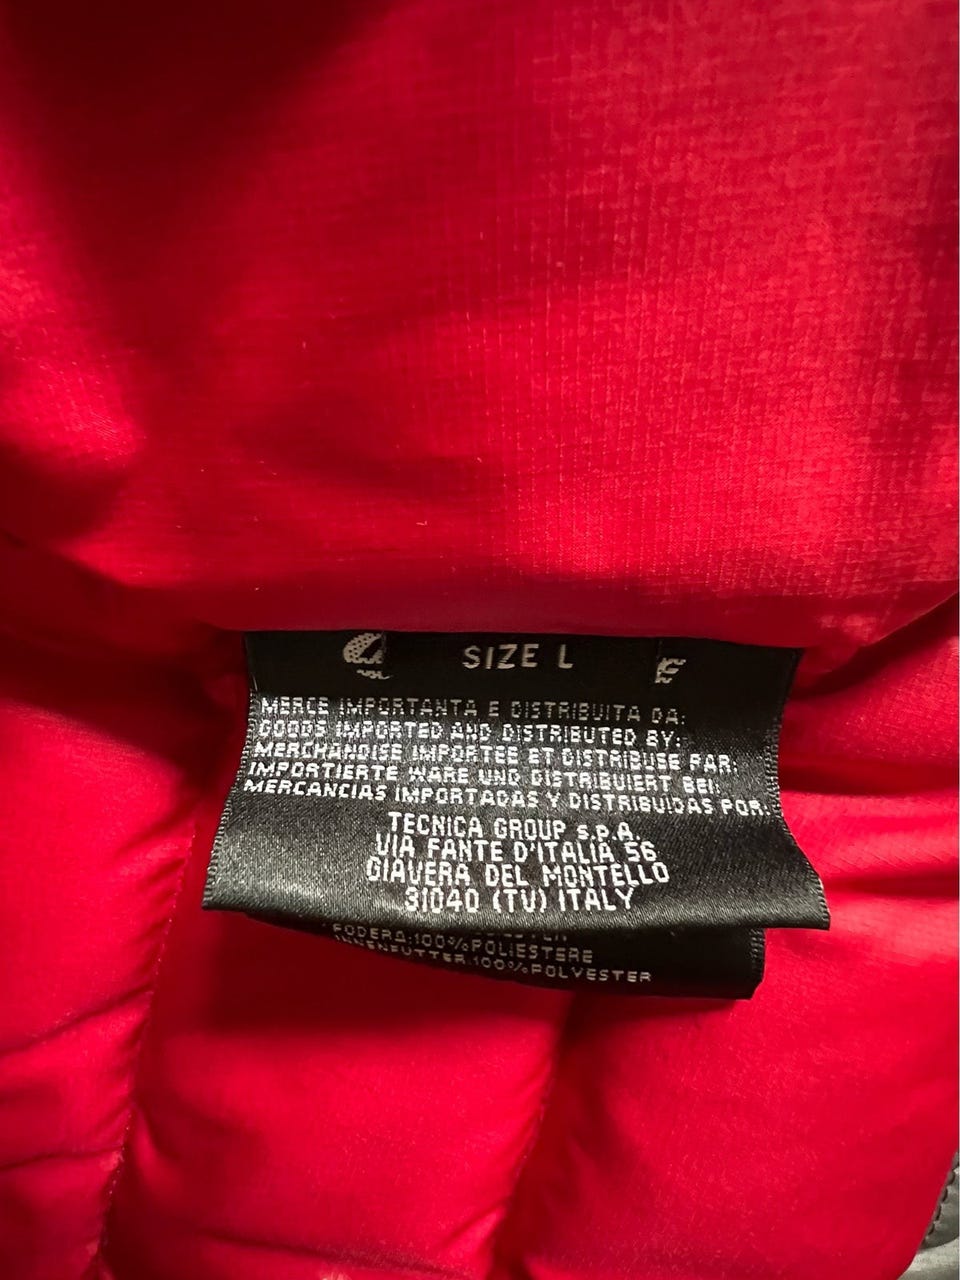 SIZE L
MERCE IMPORTANTA E DISTRIBUITA DA:
GOODS IMPORTED AND DISTRIBUTED BY:
MERCHANDISE IMPORTEE ET DISTRIBUSE PAR:
IMPORTIERTE WARE UND DISTRIBUIERT BEI:
MERCANCIAS IMPORTADAS Y DISTRIBUIDAS POR:
TECNICA GROUP S.P.A.
VIA FANTE D'ITALIA 56
GIAVERA DEL MONTELLO
31040 (TV) ITALY
FODERA:100%POLIESTERE
INNENFUTTER:100%POLYESTER